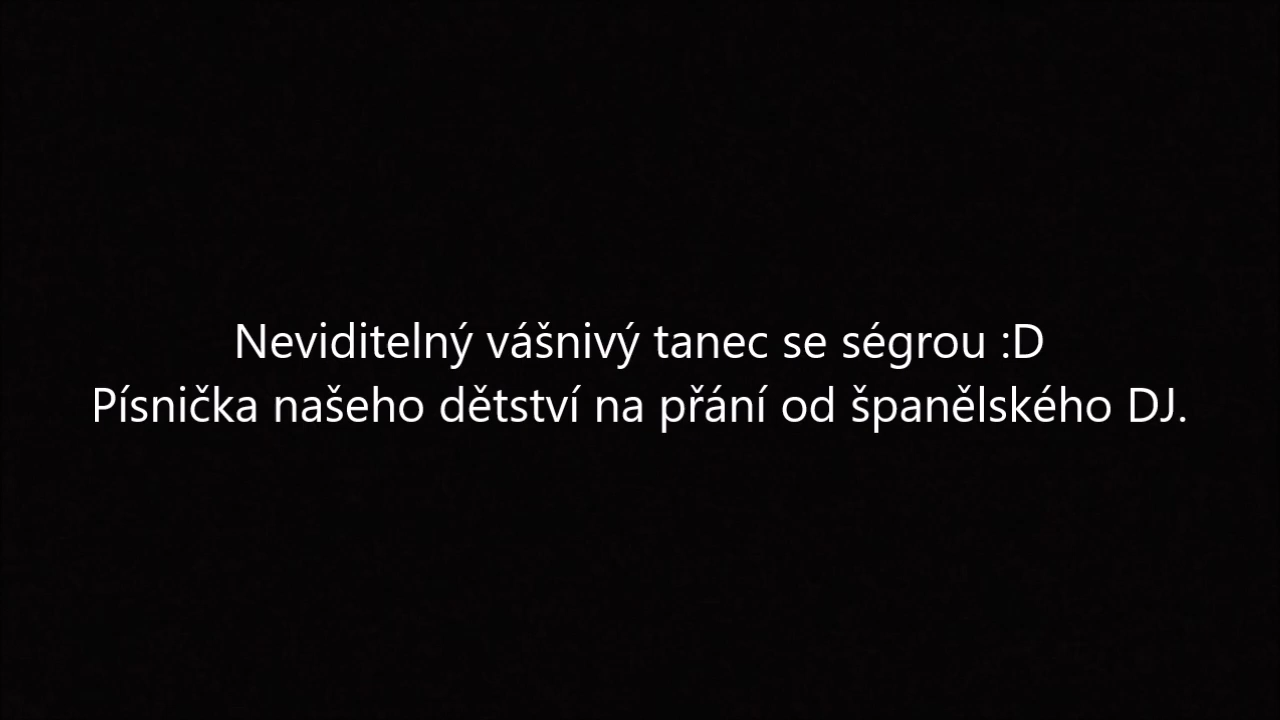 Neviditelný vášnivý tanec se ségrou :D
Písnička našeho dětství na přání od španělského DJ.